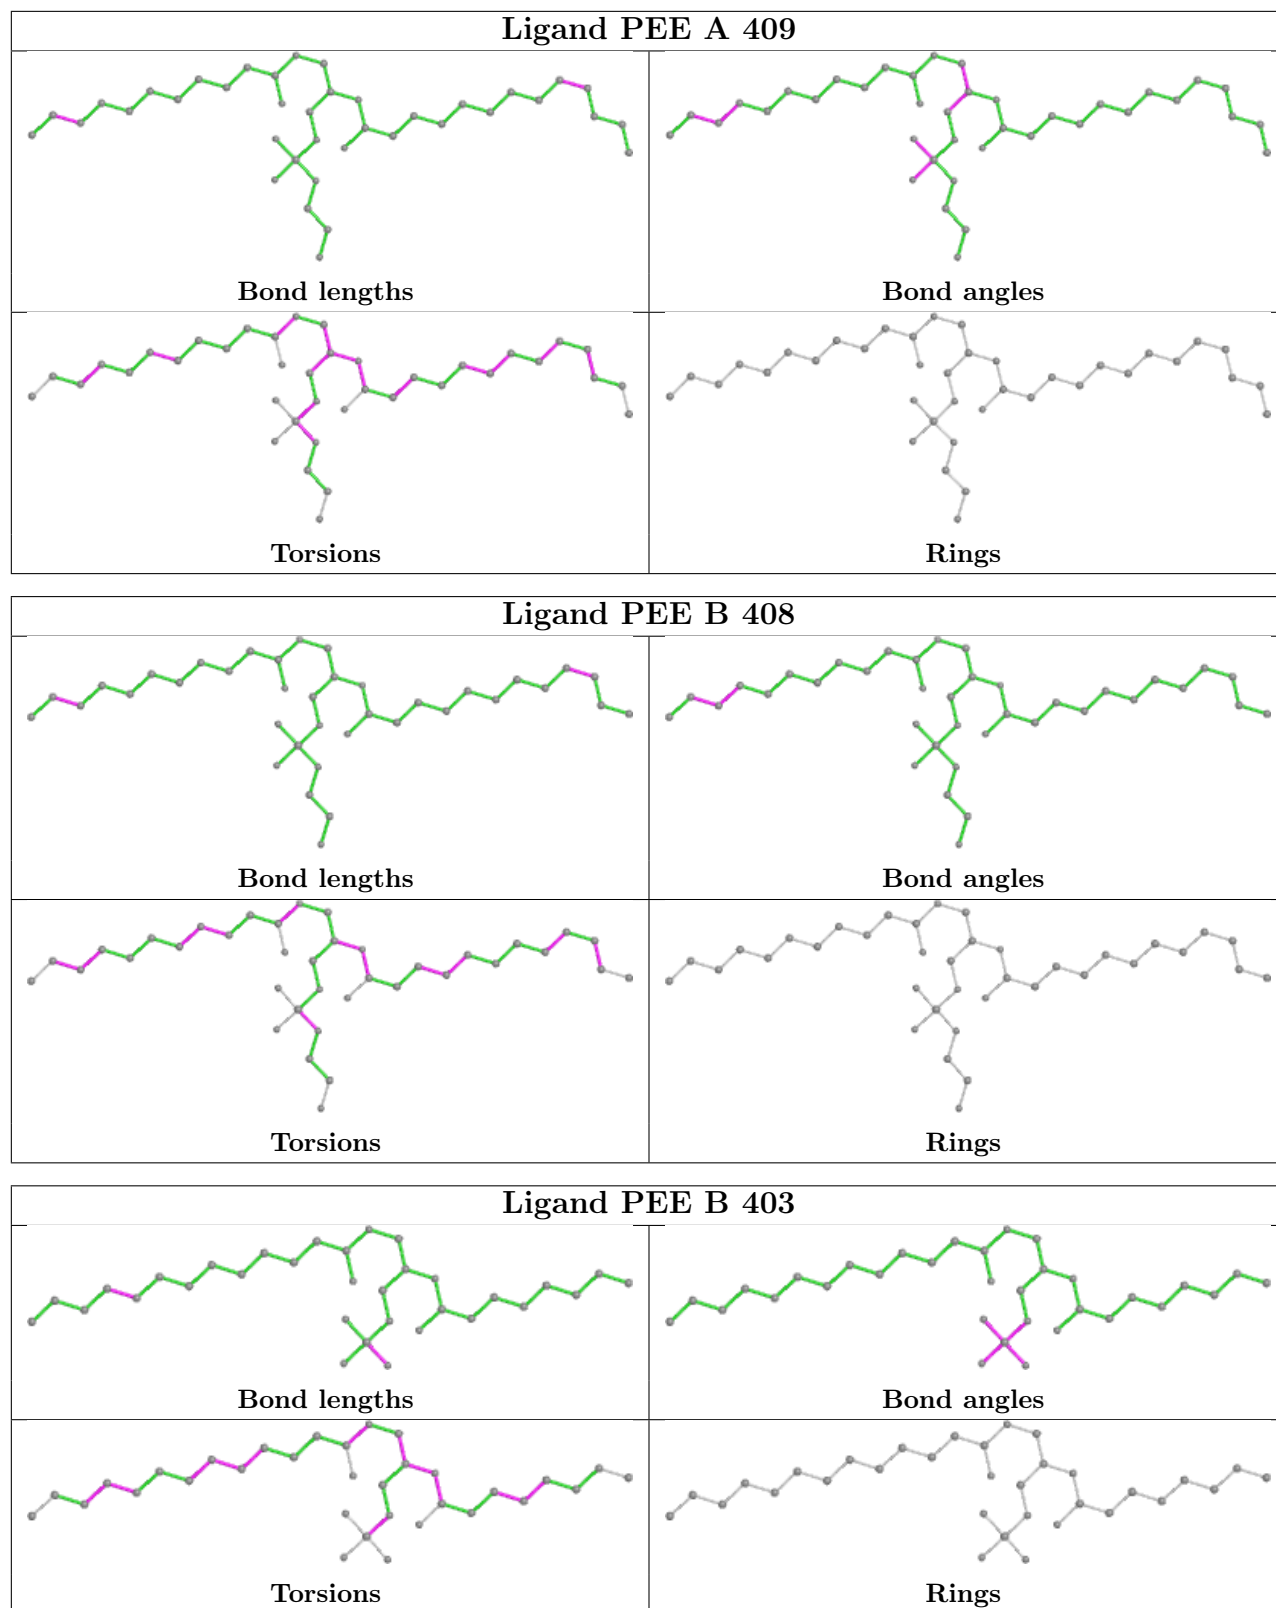 Ligand PEE A 409
Bond lengths
Bond angles
Torsions
Rings
Ligand PEE B 408
Bond lengths
Bond angles
Torsions
Rings
Ligand PEE B 403
Bond lengths
Bond angles
Torsions
Rings